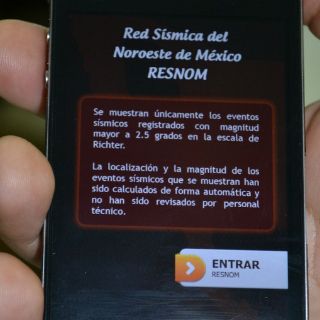 Red Sísmica del
Noroeste de México
RESNOM
Se muestran únicamente los eventos
sísmicos registrados con magnitud
mayor a 2.5 grados en la escala de
Richter.
La localización y la magnitud de los
eventos sísmicos que se muestran han
sido calculados de forma automática y
no han sido revisados por personal
técnico.
ENTRAR
RESNOM